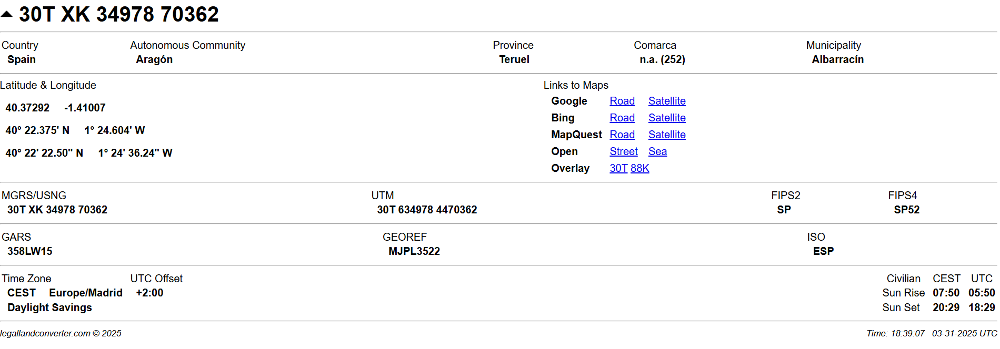 30T XK 34978 70362
Country Autonomous Community Province Comarca Municipality
Spain Aragón Teruel n.a. (252) Albarracín
Latitude & Longitude
40.37292 -1.41007
40° 22.375' N 1° 24.604' W
40° 22' 22.50" N 1° 24' 36.24" W
Links to Maps
Google Road Satellite
Bing Road Satellite
MapQuest Road Satellite
Open Street Sea
Overlay 30T 88K
MGRS/USNG UTM FIPS2 FIPS4
30T XK 34978 70362 30T 634978 4470362 SP SP52
GARS GEOREF ISO
358LW15 MJPL3522 ESP
Time Zone UTC Offset Civilian CEST UTC
CEST Europe/Madrid +2:00 Sun Rise 07:50 05:50
Daylight Savings Sun Set 20:29 18:29
legallandconverter.com © 2025 Time: 18:39:07 03-31-2025 UTC